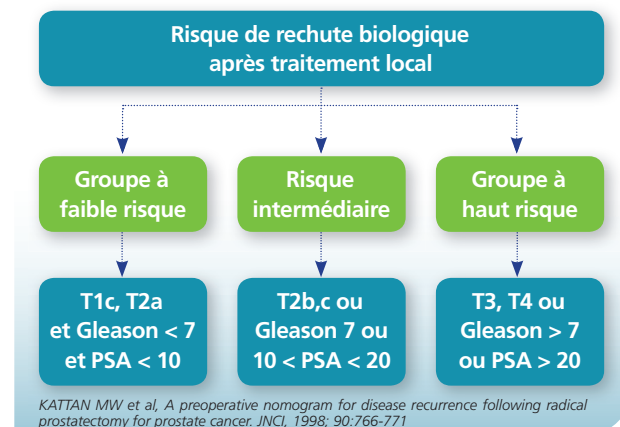 Risque de rechute biologique
après traitement local
Groupe à
faible risque
Risque
intermédiaire
Groupe à
haut risque
T1c, T2a
et Gleason < 7
et PSA < 10
T2b,c ou
Gleason 7 ou
10 < PSA < 20
T3, T4 ou
Gleason > 7
ou PSA > 20
KATTAN MW et al, A preoperative nomogram for disease recurrence following radical
prostatectomy for prostate cancer. JNCI, 1998; 90:766-771